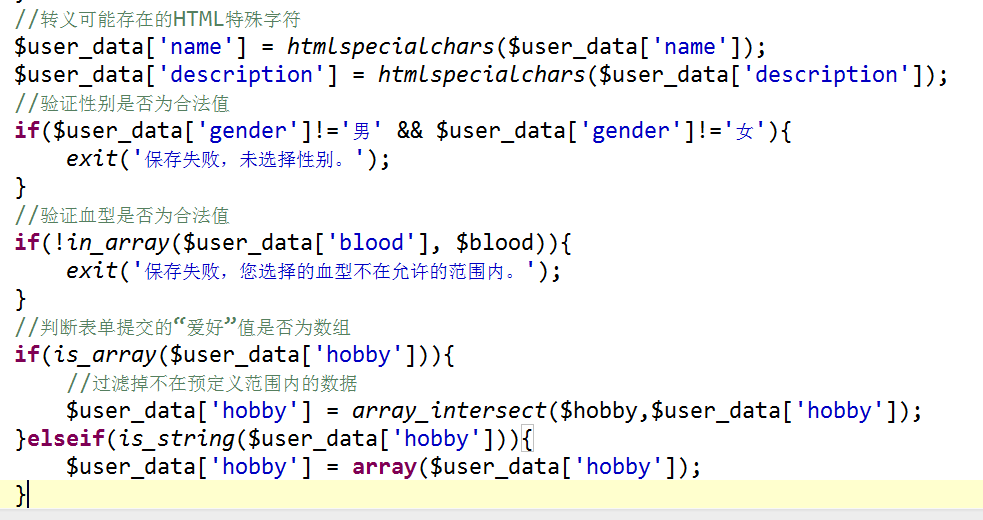 //转义可能存在的HTML特殊字符
$user_data['name'] = htmlspecialchars($user_data['name']);
$user_data['description'] = htmlspecialchars($user_data['description']);
//验证性别是否为合法值
if($user_data['gender']!='男' && $user_data['gender']!='女'){
    exit('保存失败，未选择性别。');
}
//验证血型是否为合法值
if(!in_array($user_data['blood'], $blood)){
    exit('保存失败，您选择的血型不在允许的范围内。');
}
//判断表单提交的“爱好”值是否为数组
if(is_array($user_data['hobby'])){
    //过滤掉不在预定义范围内的数据
    $user_data['hobby'] = array_intersect($hobby,$user_data['hobby']);
}elseif(is_string($user_data['hobby'])){
    $user_data['hobby'] = array($user_data['hobby']);
}